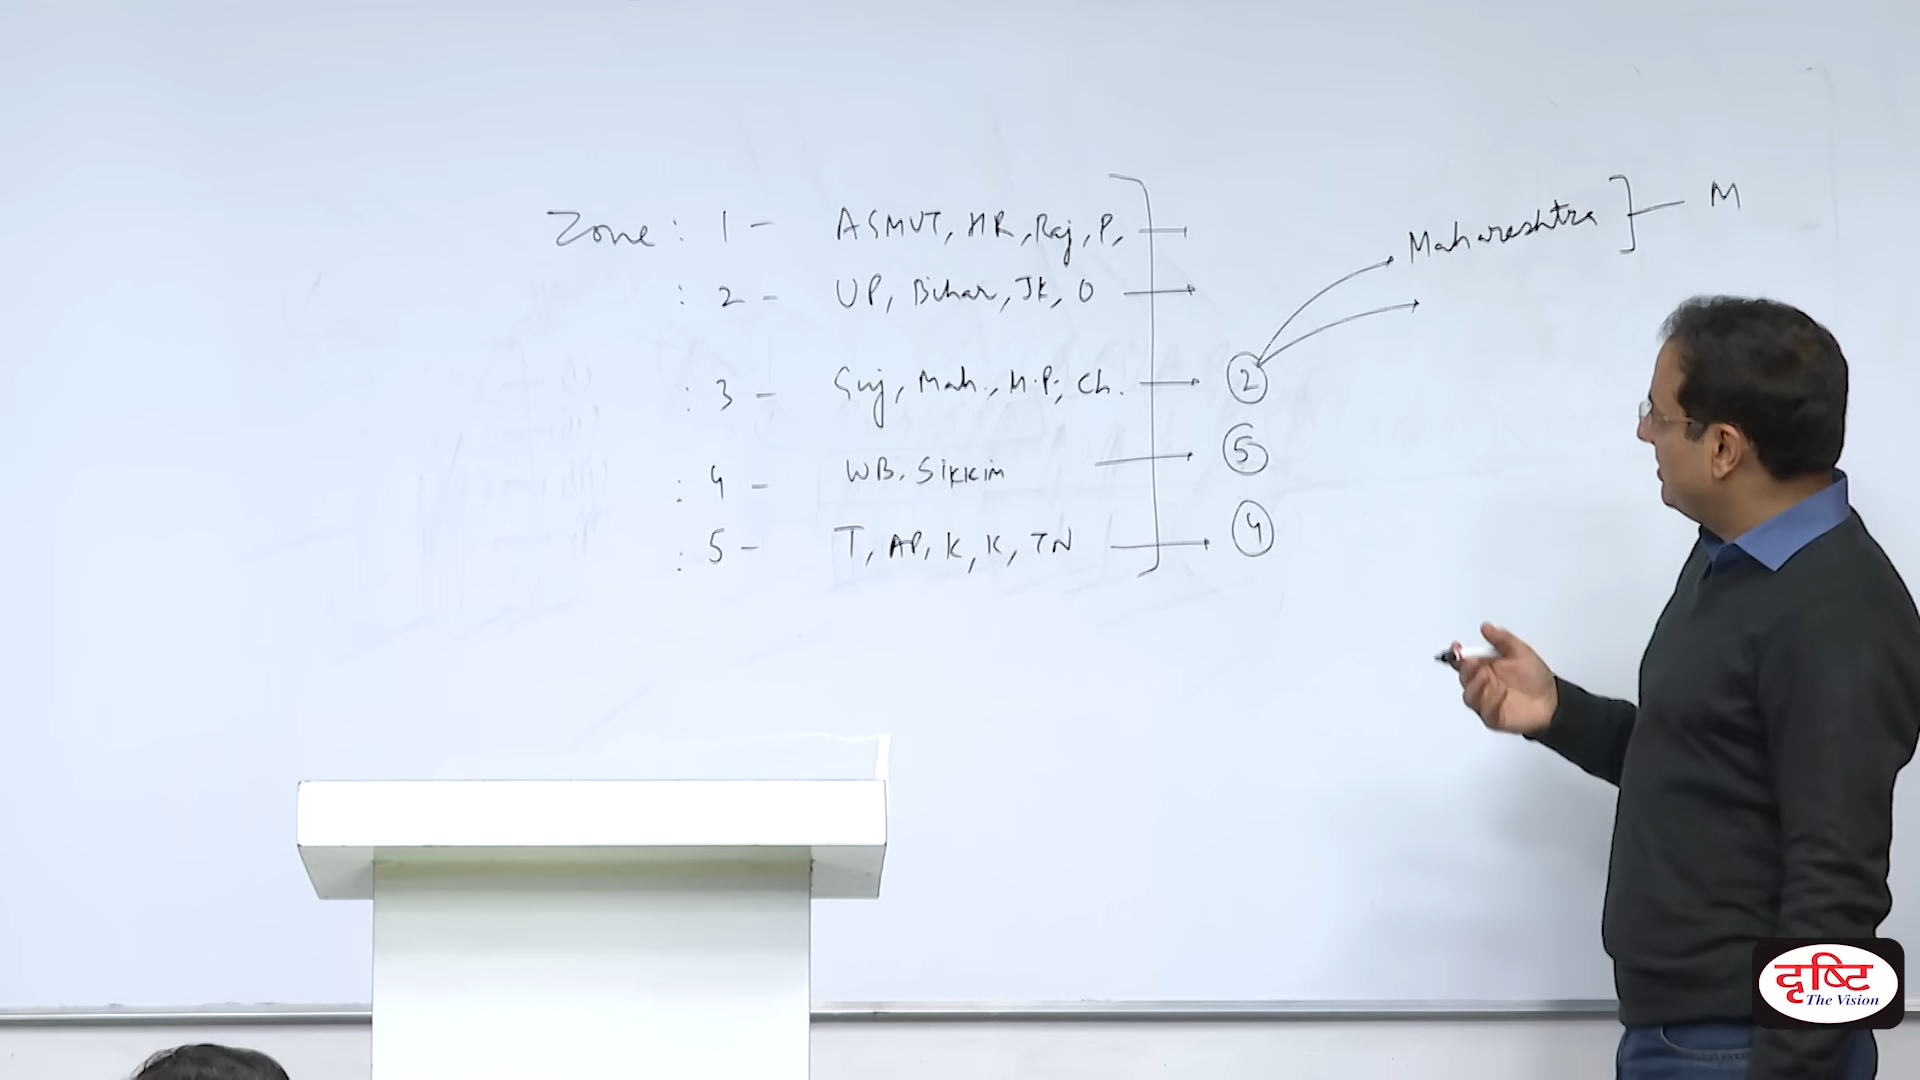 Zone : 1 - ASMUT, HR, Raj, P,
: 2 - UP, Bihar, JK, O
: 3 - Guj, Mah., M.P., Ch. 2
: 4 - WB. Sikkim 5
: 5 - T, AP, K, K, TN 4
Maharashtra M
दृष्टि
The Vision